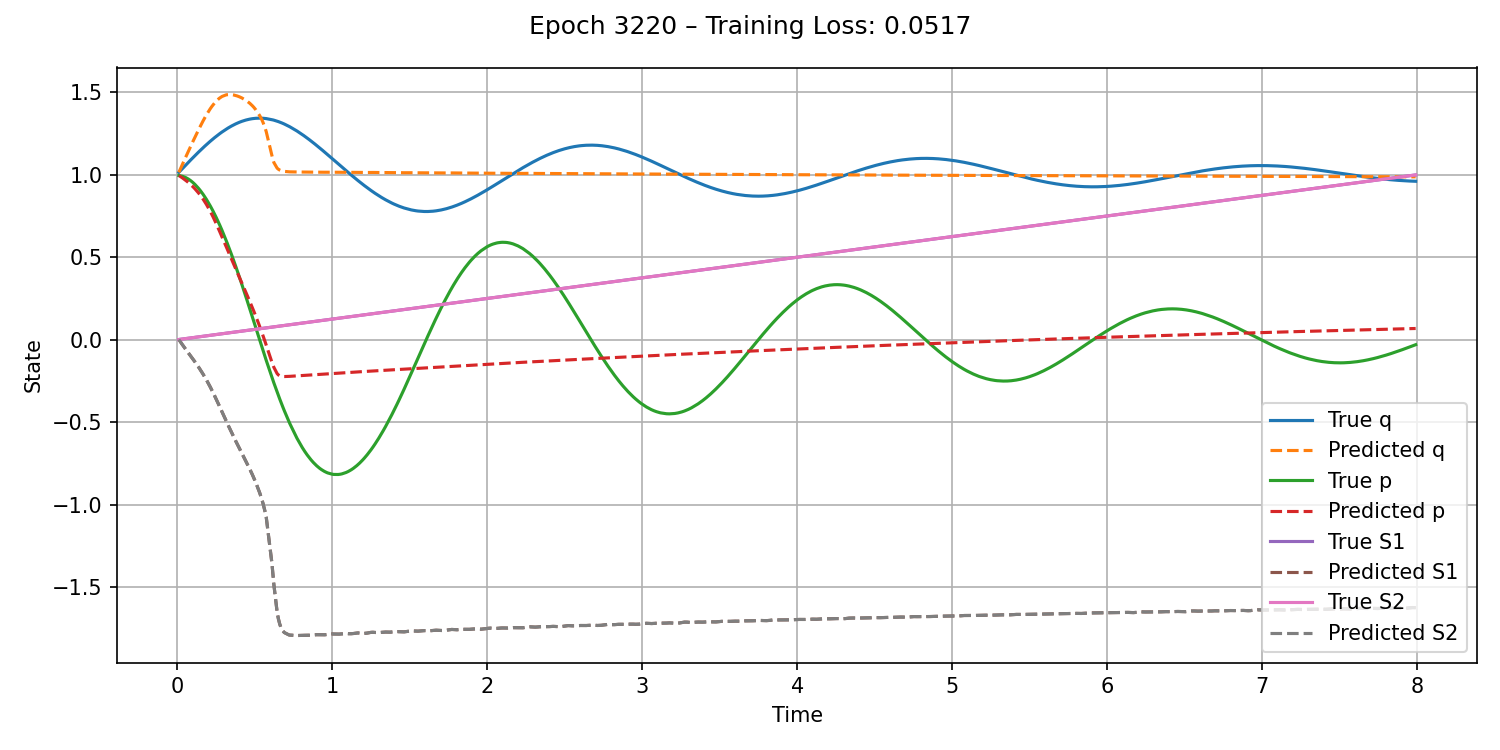 Epoch 3220 – Training Loss: 0.0517
1.5
1.0
0.5
0.0
−0.5
−1.0
−1.5
State
True q
Predicted q
True p
Predicted p
True S1
Predicted S1
True S2
Predicted S2
0 1 2 3 4 5 6 7 8
Time